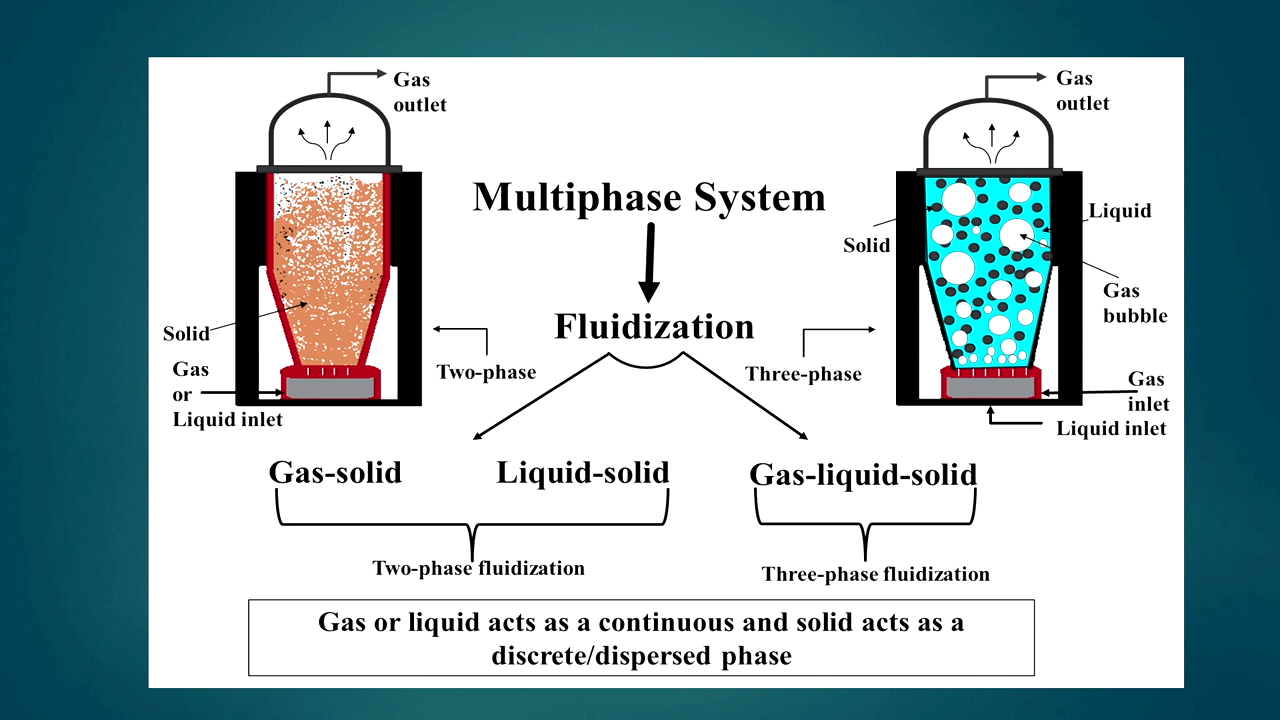 Gas
outlet
Gas
outlet
Multiphase System
Liquid
Solid
Gas
bubble
Fluidization
Solid
Two-phase
Three-phase
Gas
or
Liquid inlet
Gas
inlet
Liquid inlet
Gas-solid
Liquid-solid
Gas-liquid-solid
Two-phase fluidization
Three-phase fluidization
Gas or liquid acts as a continuous and solid acts as a
discrete/dispersed phase